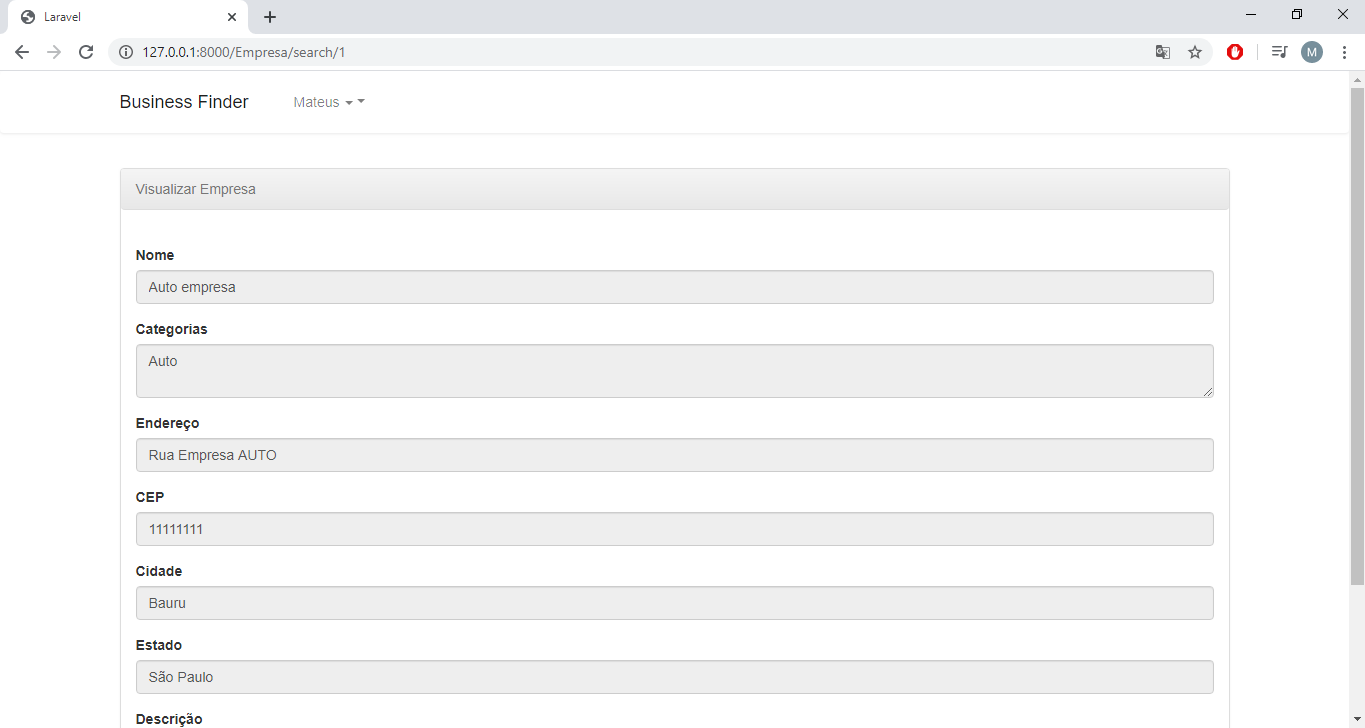 Laravel
127.0.0.1:8000/Empresa/search/1
M
Business Finder
Mateus
Visualizar Empresa
Nome
Auto empresa
Categorias
Auto
Endereço
Rua Empresa AUTO
CEP
11111111
Cidade
Bauru
Estado
São Paulo
Descrição